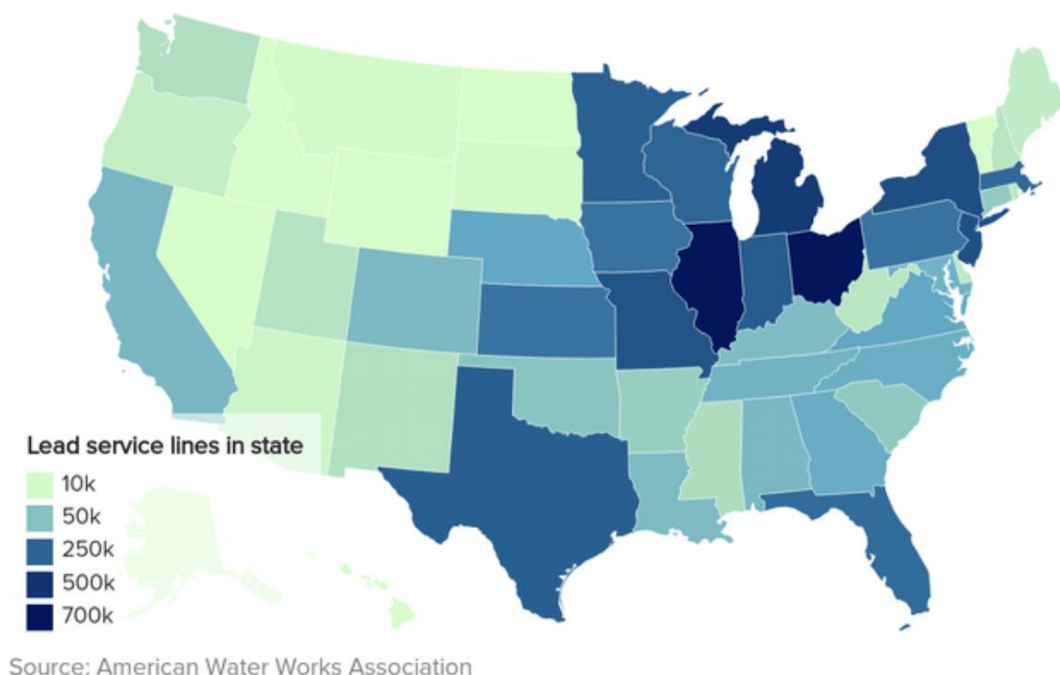 Lead service lines in state
10k
50k
250k
500k
700k
Source: American Water Works Association